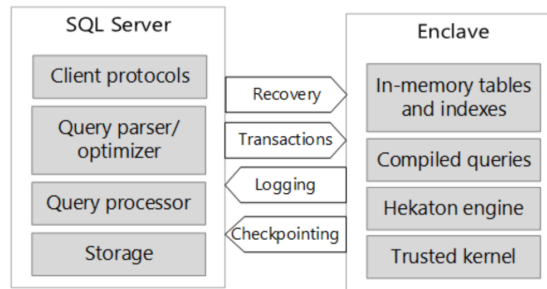 SQL Server
Client protocols
Query parser/
optimizer
Query processor
Storage
Recovery
Transactions
Logging
Checkpointing
Enclave
In-memory tables
and indexes
Compiled queries
Hekaton engine
Trusted kernel